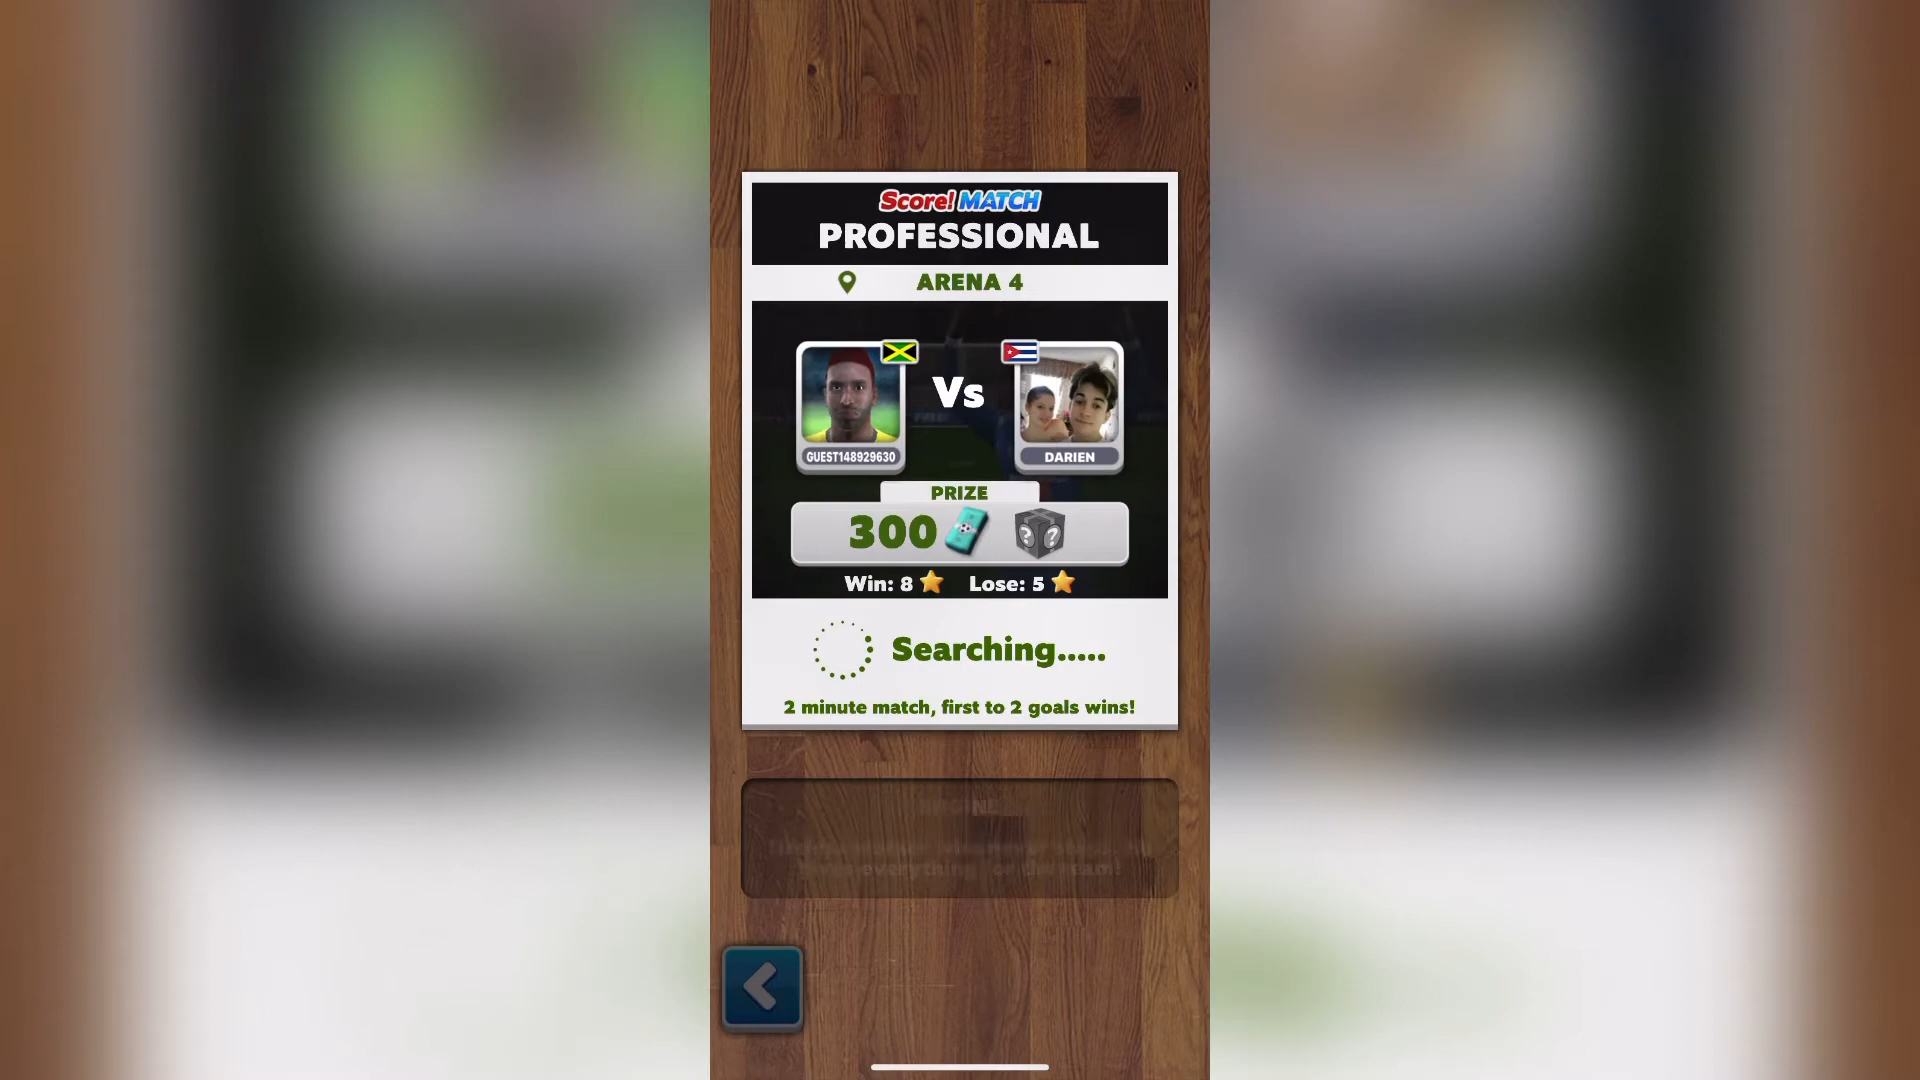 Score! MATCH
PROFESSIONAL
ARENA 4
Vs
GUEST148929630
DARIEN
PRIZE
300
? ?
Win: 8 Lose: 5
Searching.....
2 minute match, first to 2 goals wins!
everything